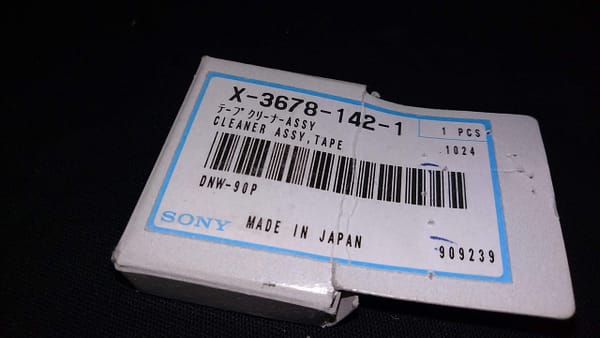 X-3678-142-1
テープ クリーナーASSY
CLEANER ASSY,TAPE
1 PCS
1024
DNW-90P
SONY MADE IN JAPAN
909239